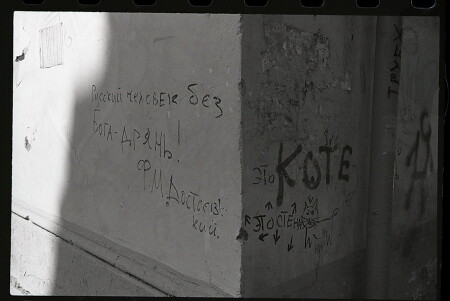 Русский человек без
Бога-дрянь!
Ф.М.Достоев-
кий.
это КОТЕ
ЭТО СТЕНА